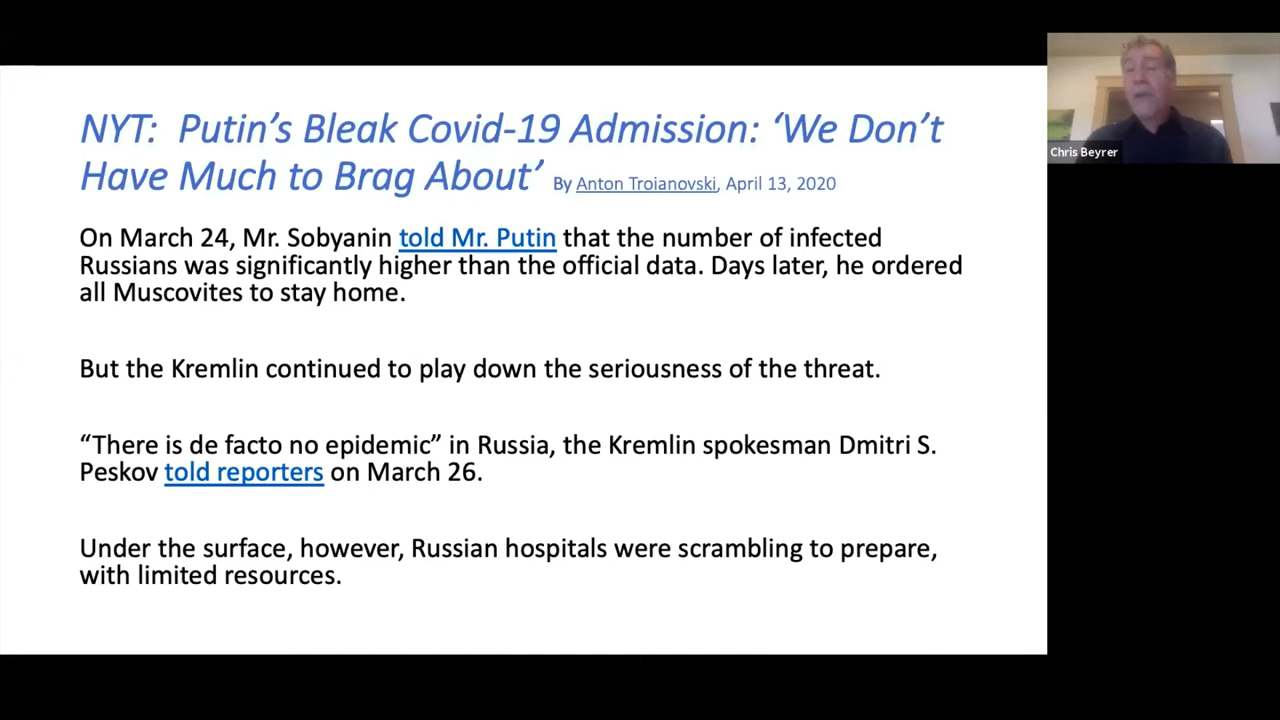 NYT:  Putin’s Bleak Covid-19 Admission: ‘We Don’t
Have Much to Brag About’ By Anton Troianovski, April 13, 2020
On March 24, Mr. Sobyanin told Mr. Putin that the number of infected
Russians was significantly higher than the official data. Days later, he ordered
all Muscovites to stay home.
But the Kremlin continued to play down the seriousness of the threat.
“There is de facto no epidemic” in Russia, the Kremlin spokesman Dmitri S.
Peskov told reporters on March 26.
Under the surface, however, Russian hospitals were scrambling to prepare,
with limited resources.
Chris Beyrer